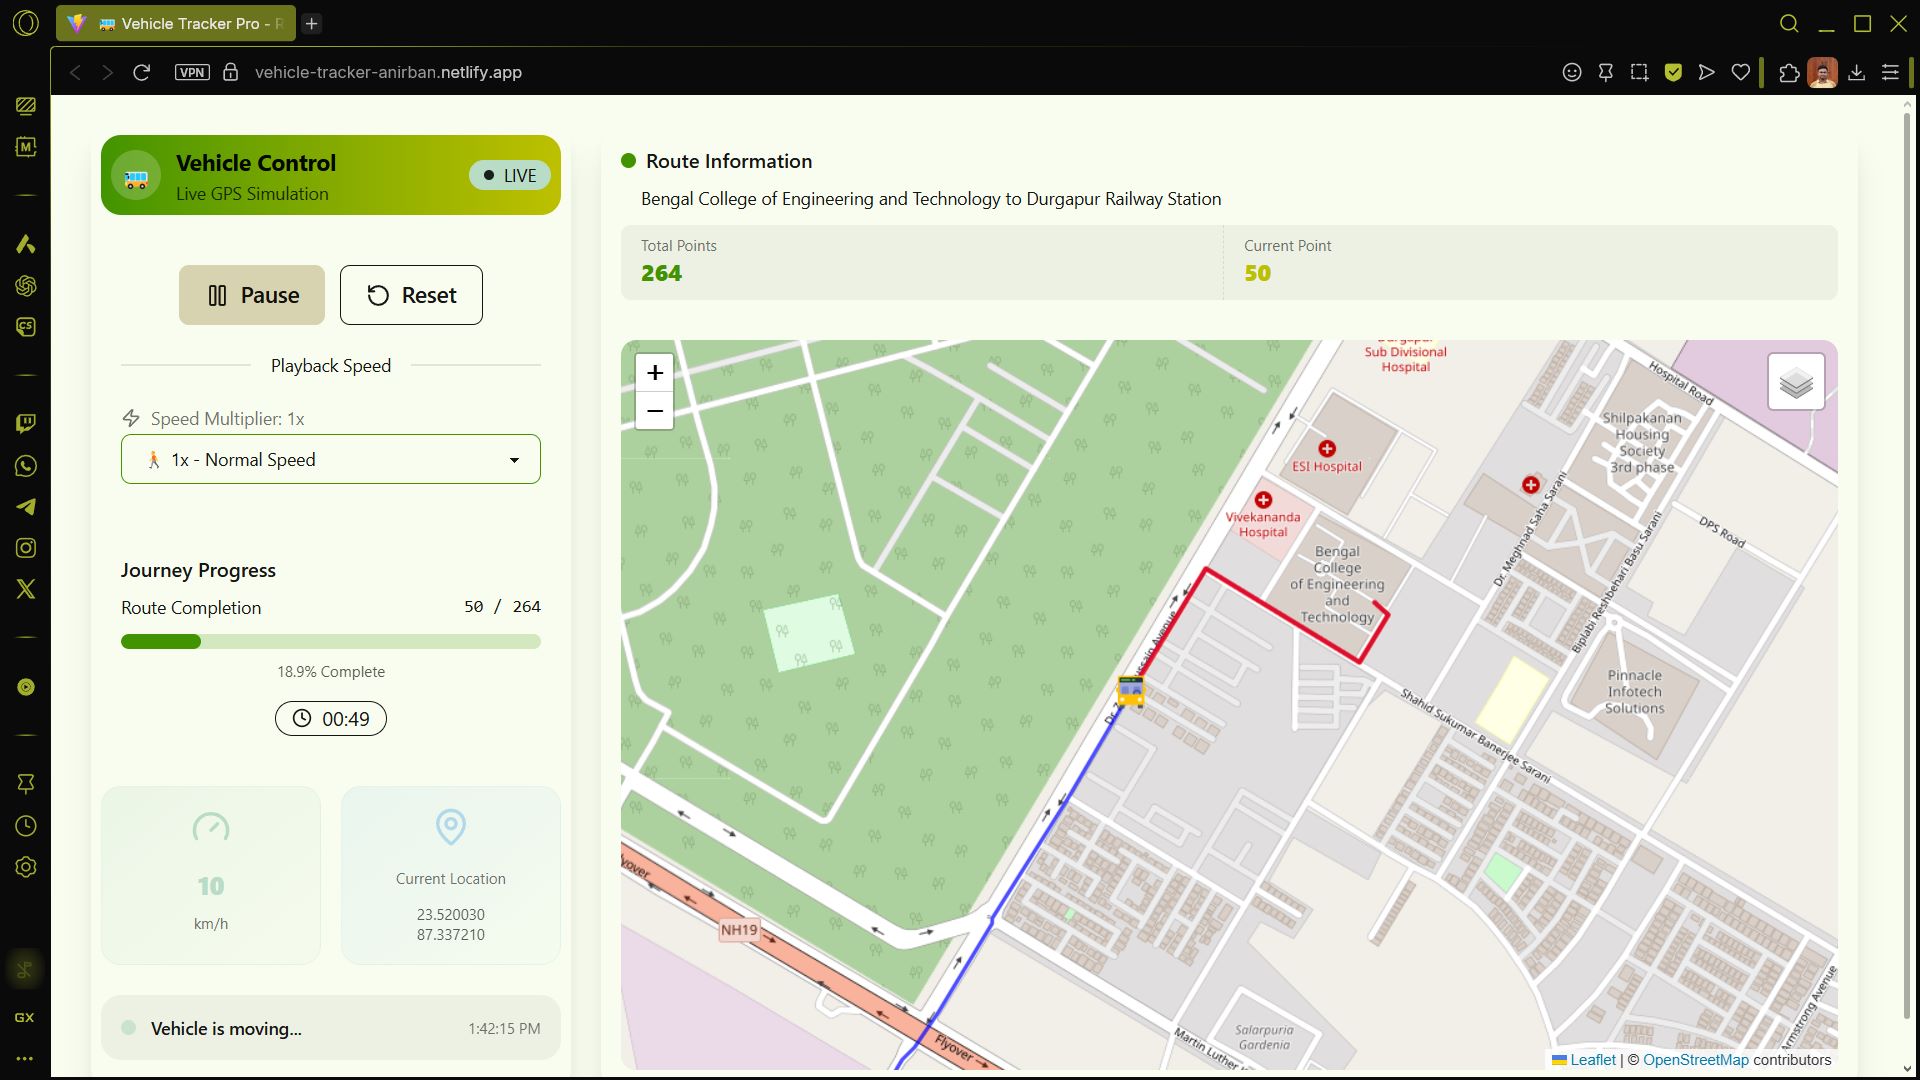 Vehicle Tracker Pro -
VPN
vehicle-tracker-anirban.netlify.app
M
CS
GX
Vehicle Control
Live GPS Simulation
LIVE
Pause
Reset
Playback Speed
Speed Multiplier: 1x
1x - Normal Speed
Journey Progress
Route Completion
50 / 264
18.9% Complete
00:49
10
km/h
Current Location
23.520030
87.337210
Vehicle is moving...
1:42:15 PM
Route Information
Bengal College of Engineering and Technology to Durgapur Railway Station
Total Points
264
Current Point
50
+
−
Sub Divisional
Hospital
Hospital Road
Shilpakanan
Housing
Society
3rd phase
ESI Hospital
Vivekananda
Hospital
Bengal
College
of Engineering
and
Technology
Dr. Meghnad Saha Sarani
Biplabi Reshbehari Basu Sarani
DPS Road
Pinnacle
Infotech
Solutions
Shahid Sukumar Banerjee Sarani
Avenue
NH19
Flyover
Salarpuria
Gardenia
Martin Luther
Armstrong Avenue
Leaflet | © OpenStreetMap contributors